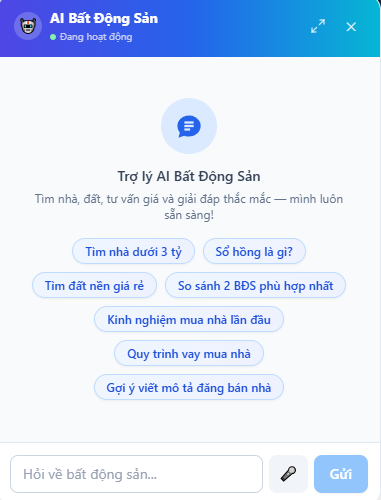 AI Bất Động Sản
Đang hoạt động
Trợ lý AI Bất Động Sản
Tìm nhà, đất, tư vấn giá và giải đáp thắc mắc — mình luôn
sẵn sàng!
Tìm nhà dưới 3 tỷ
Sổ hồng là gì?
Tìm đất nền giá rẻ
So sánh 2 BĐS phù hợp nhất
Kinh nghiệm mua nhà lần đầu
Quy trình vay mua nhà
Gợi ý viết mô tả đăng bán nhà
Hỏi về bất động sản...
Gửi